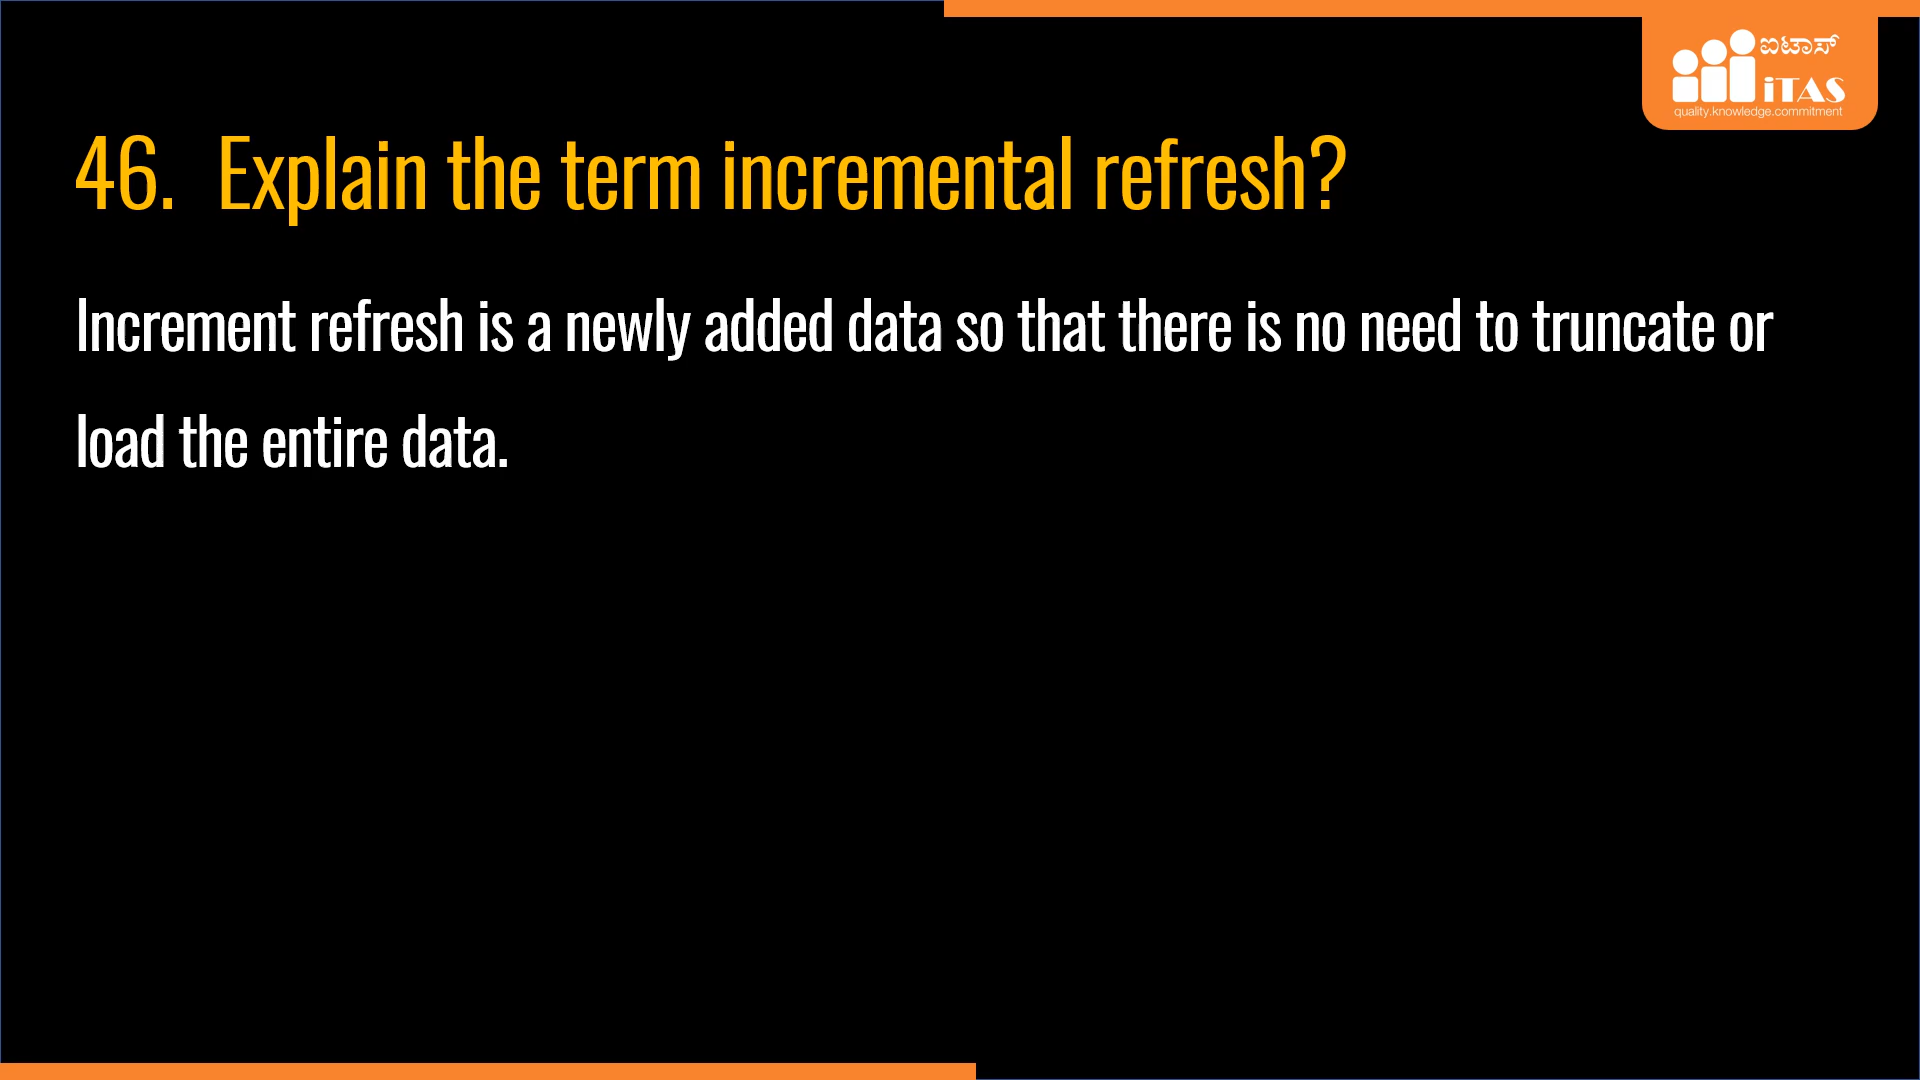 ಐಟಾಸ್
iTAS
quality.knowledge.commitment
46. Explain the term incremental refresh?
Increment refresh is a newly added data so that there is no need to truncate or
load the entire data.